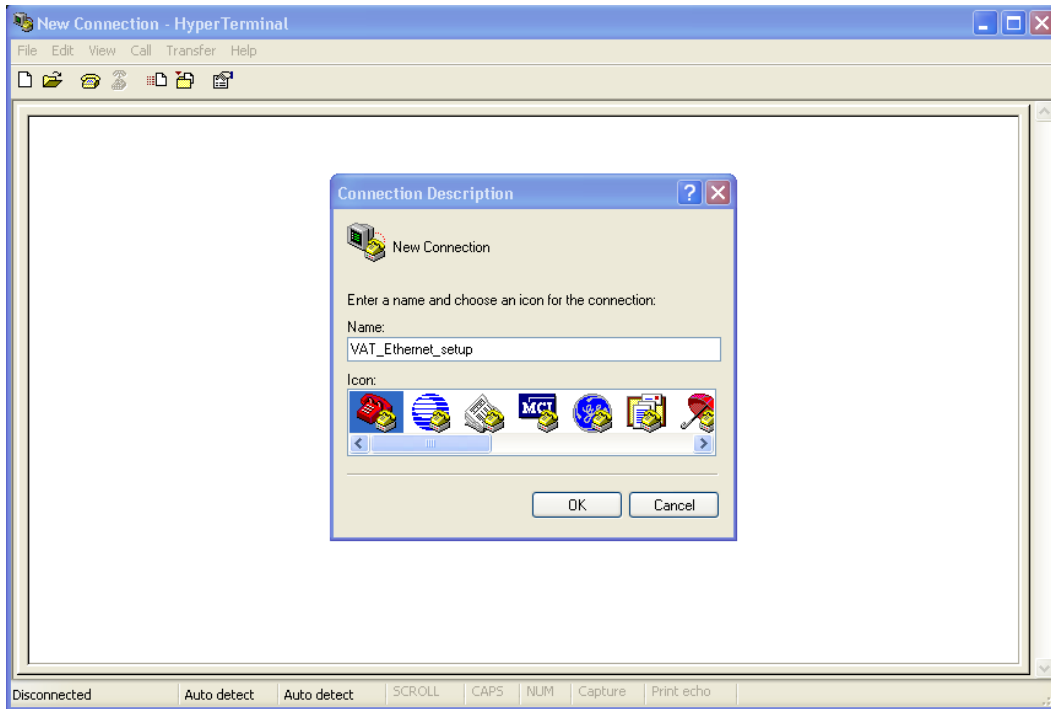 New Connection - HyperTerminal
File Edit View Call Transfer Help
Connection Description
?
New Connection
Enter a name and choose an icon for the connection:
Name:
VAT_Ethernet_setup
Icon:
MCI
OK Cancel
Disconnected Auto detect Auto detect SCROLL CAPS NUM Capture Print echo